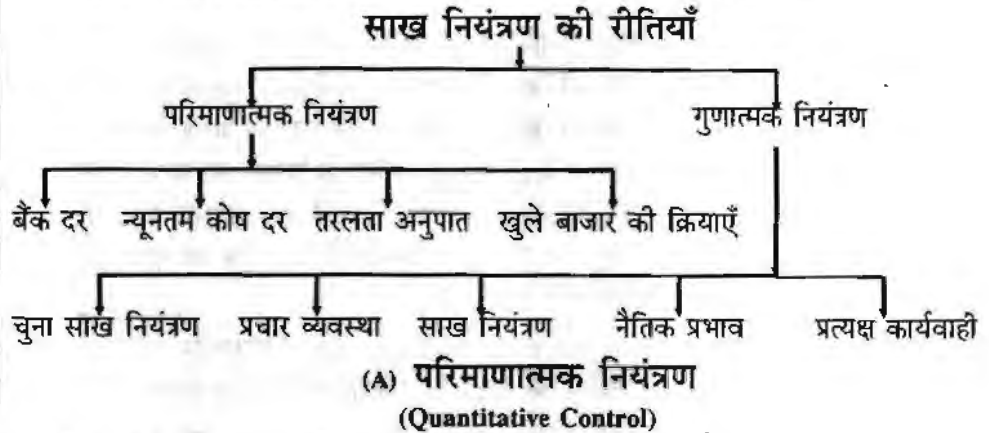 साख नियंत्रण की रीतियाँ
परिमाणात्मक नियंत्रण गुणात्मक नियंत्रण
बैंक दर न्यूनतम कोष दर तरलता अनुपात खुले बाजार की क्रियाएँ
चुना साख नियंत्रण प्रचार व्यवस्था साख नियंत्रण नैतिक प्रभाव प्रत्यक्ष कार्यवाही
(A) परिमाणात्मक नियंत्रण
(Quantitative Control)